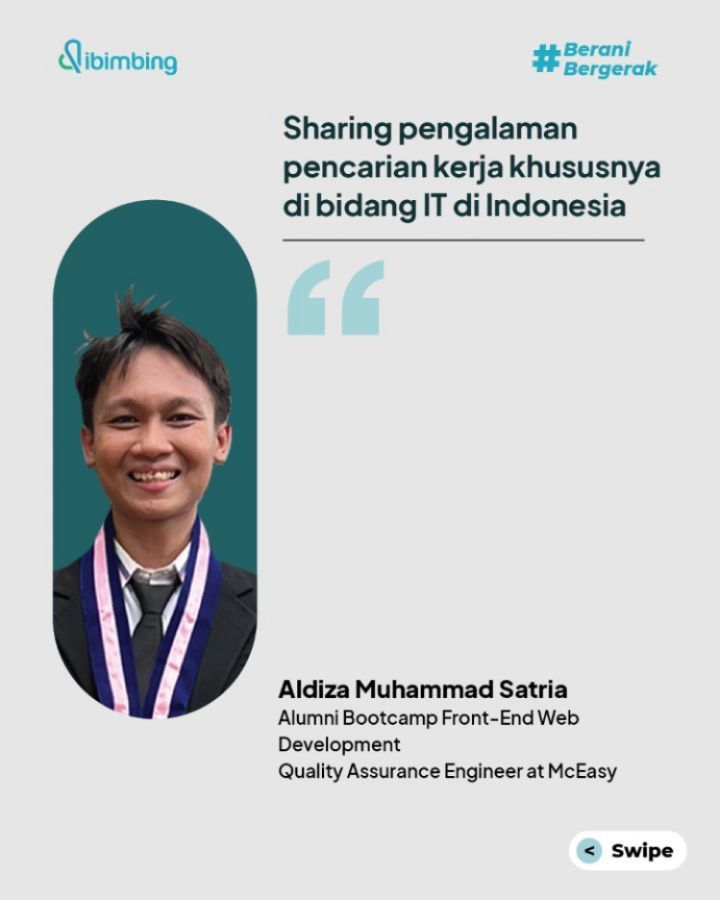 ibimbing
#Berani
Bergerak
Sharing pengalaman
pencarian kerja khususnya
di bidang IT di Indonesia
“
Aldiza Muhammad Satria
Alumni Bootcamp Front-End Web
Development
Quality Assurance Engineer at McEasy
< Swipe